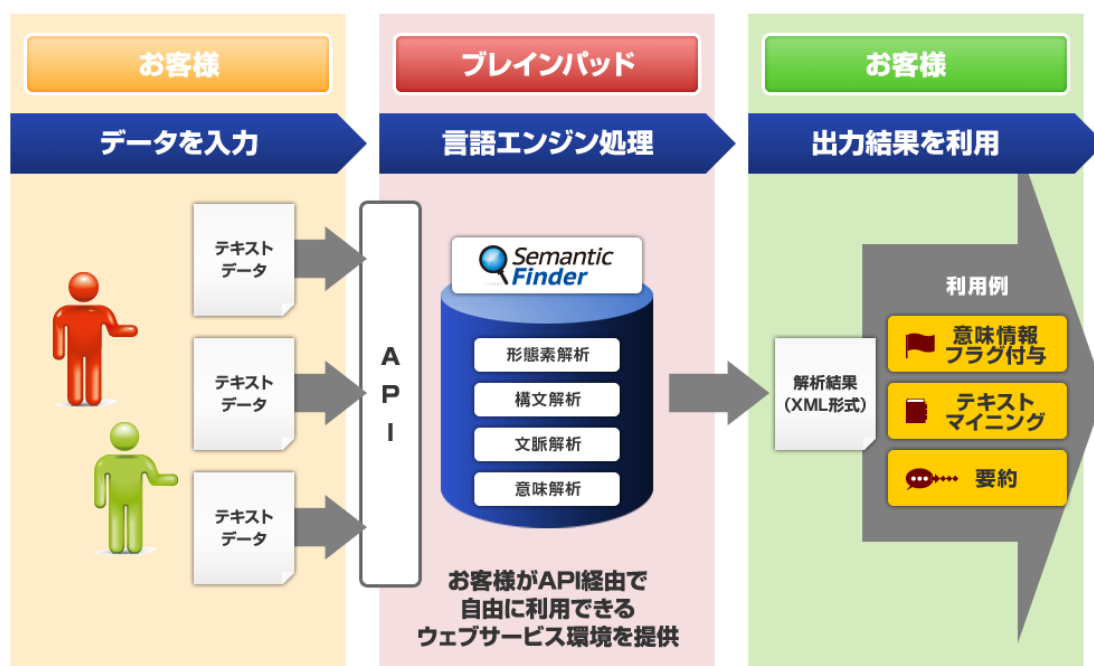 お客様
データを入力
テキスト
データ
テキスト
データ
テキスト
データ
A
P
I
ブレインパッド
言語エンジン処理
Semantic
Finder
形態素解析
構文解析
文脈解析
意味解析
お客様がAPI経由で
自由に利用できる
ウェブサービス環境を提供
お客様
出力結果を利用
解析結果
（XML形式）
利用例
意味情報
フラグ付与
テキスト
マイニング
要約